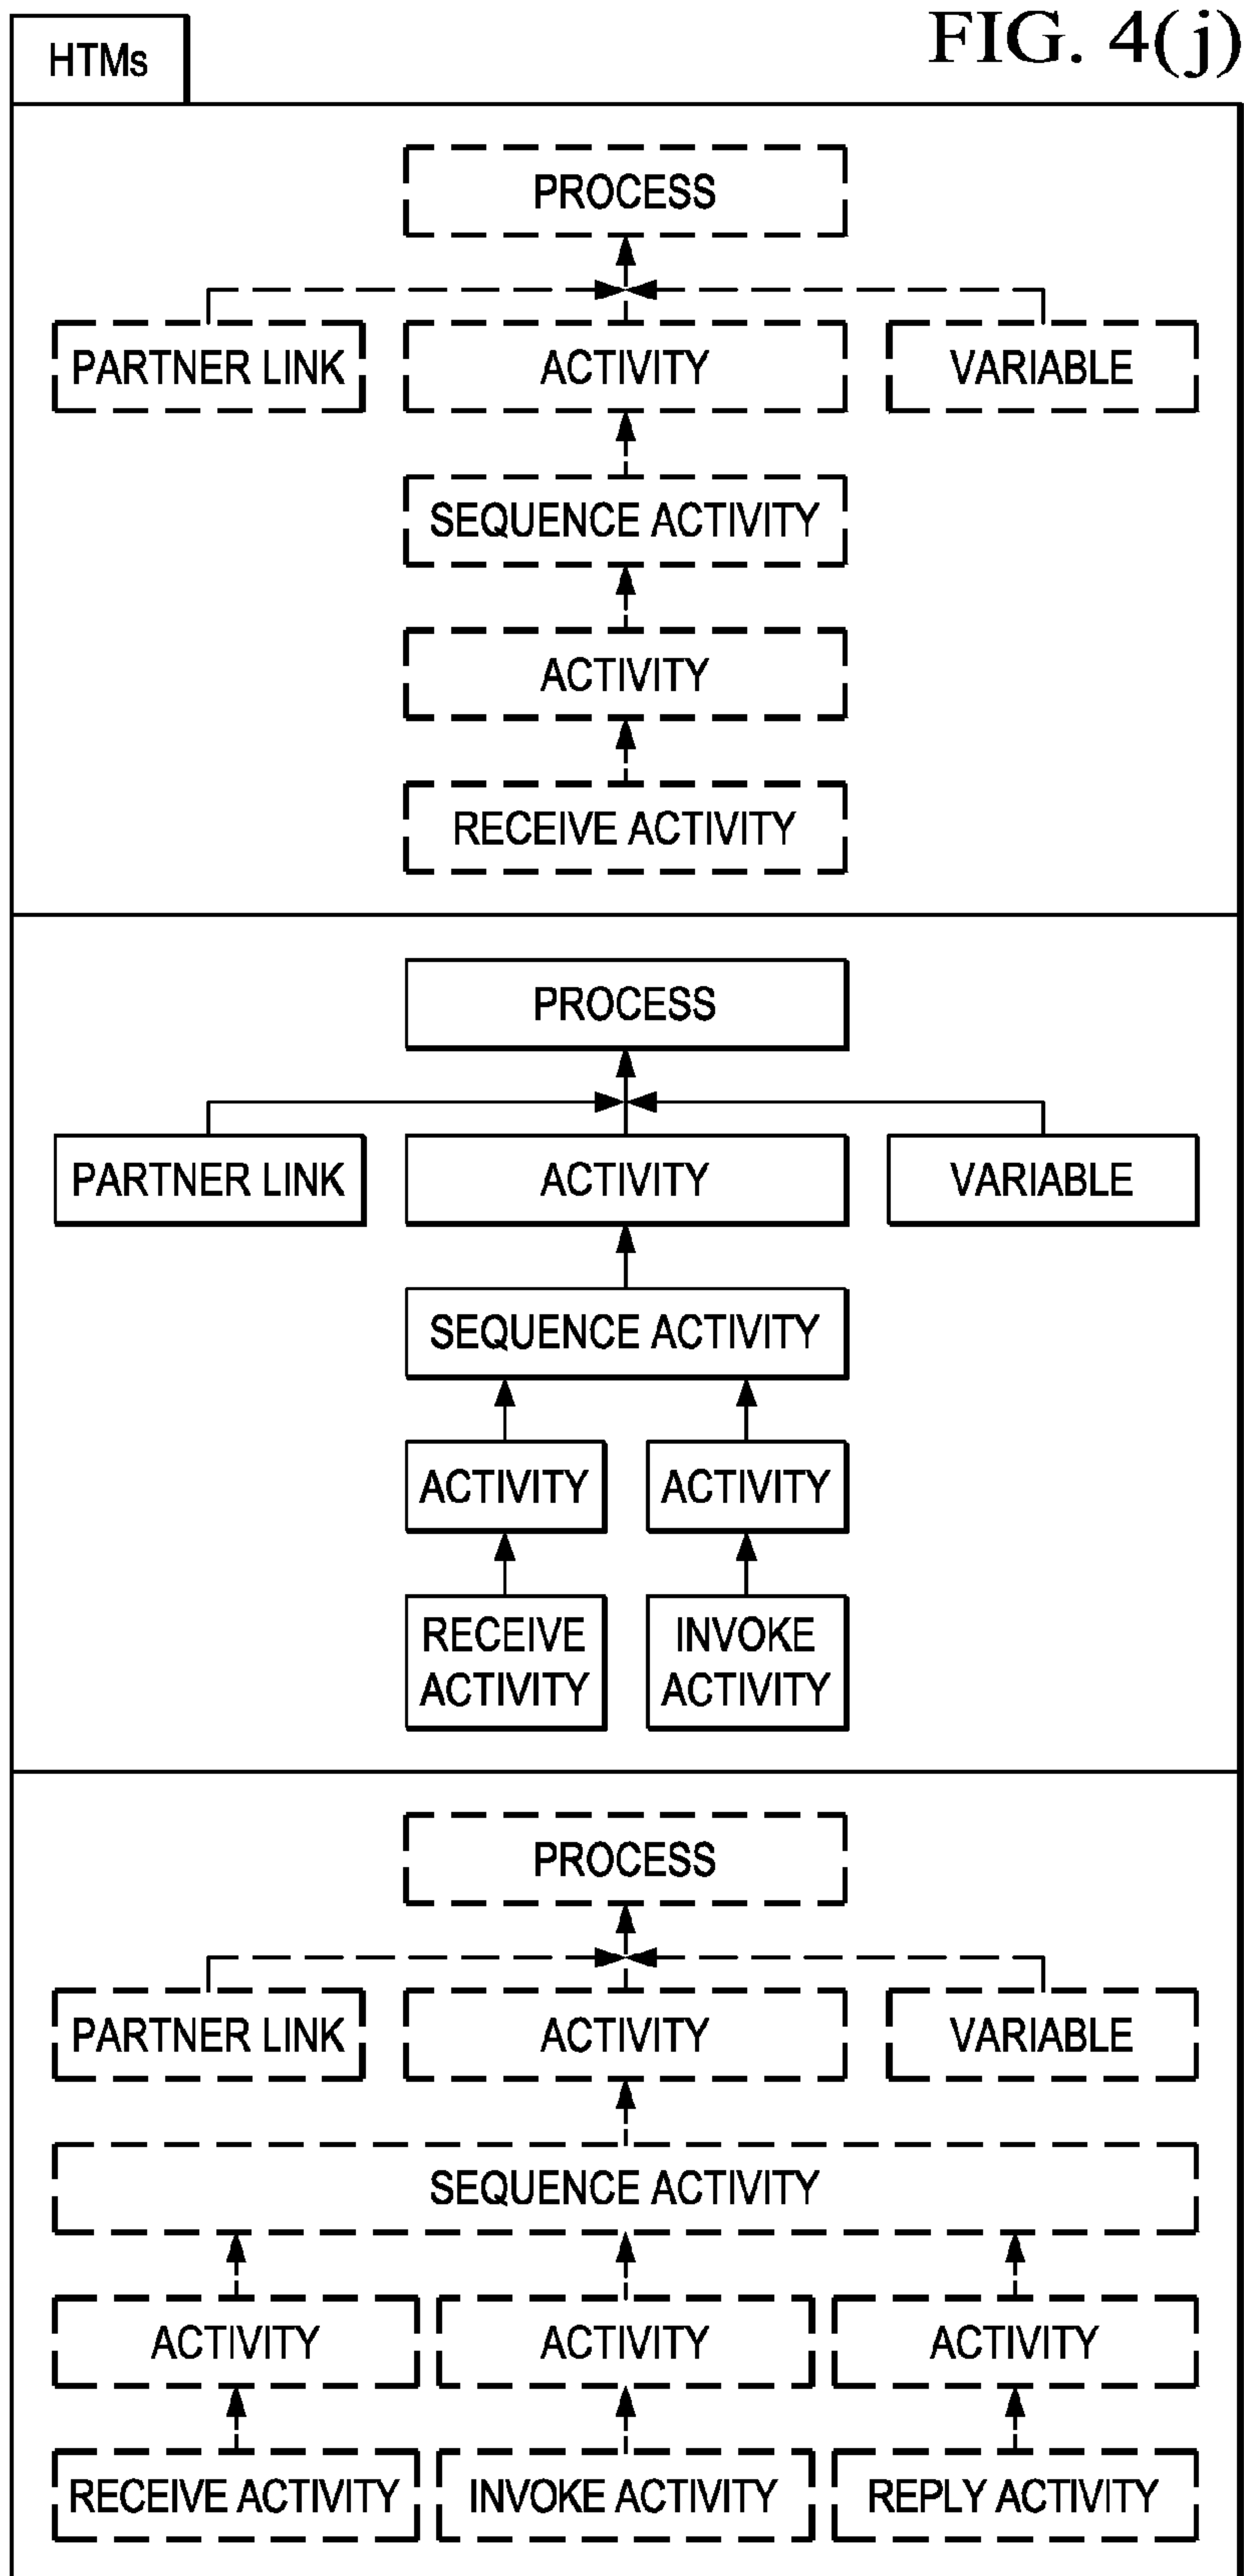 FIG. 4(j)
HTMs
PROCESS
PARTNER LINK
ACTIVITY
VARIABLE
SEQUENCE ACTIVITY
ACTIVITY
RECEIVE ACTIVITY
PROCESS
PARTNER LINK
ACTIVITY
VARIABLE
SEQUENCE ACTIVITY
ACTIVITY
ACTIVITY
RECEIVE
ACTIVITY
INVOKE
ACTIVITY
PROCESS
PARTNER LINK
ACTIVITY
VARIABLE
SEQUENCE ACTIVITY
ACTIVITY
ACTIVITY
ACTIVITY
RECEIVE ACTIVITY
INVOKE ACTIVITY
REPLY ACTIVITY